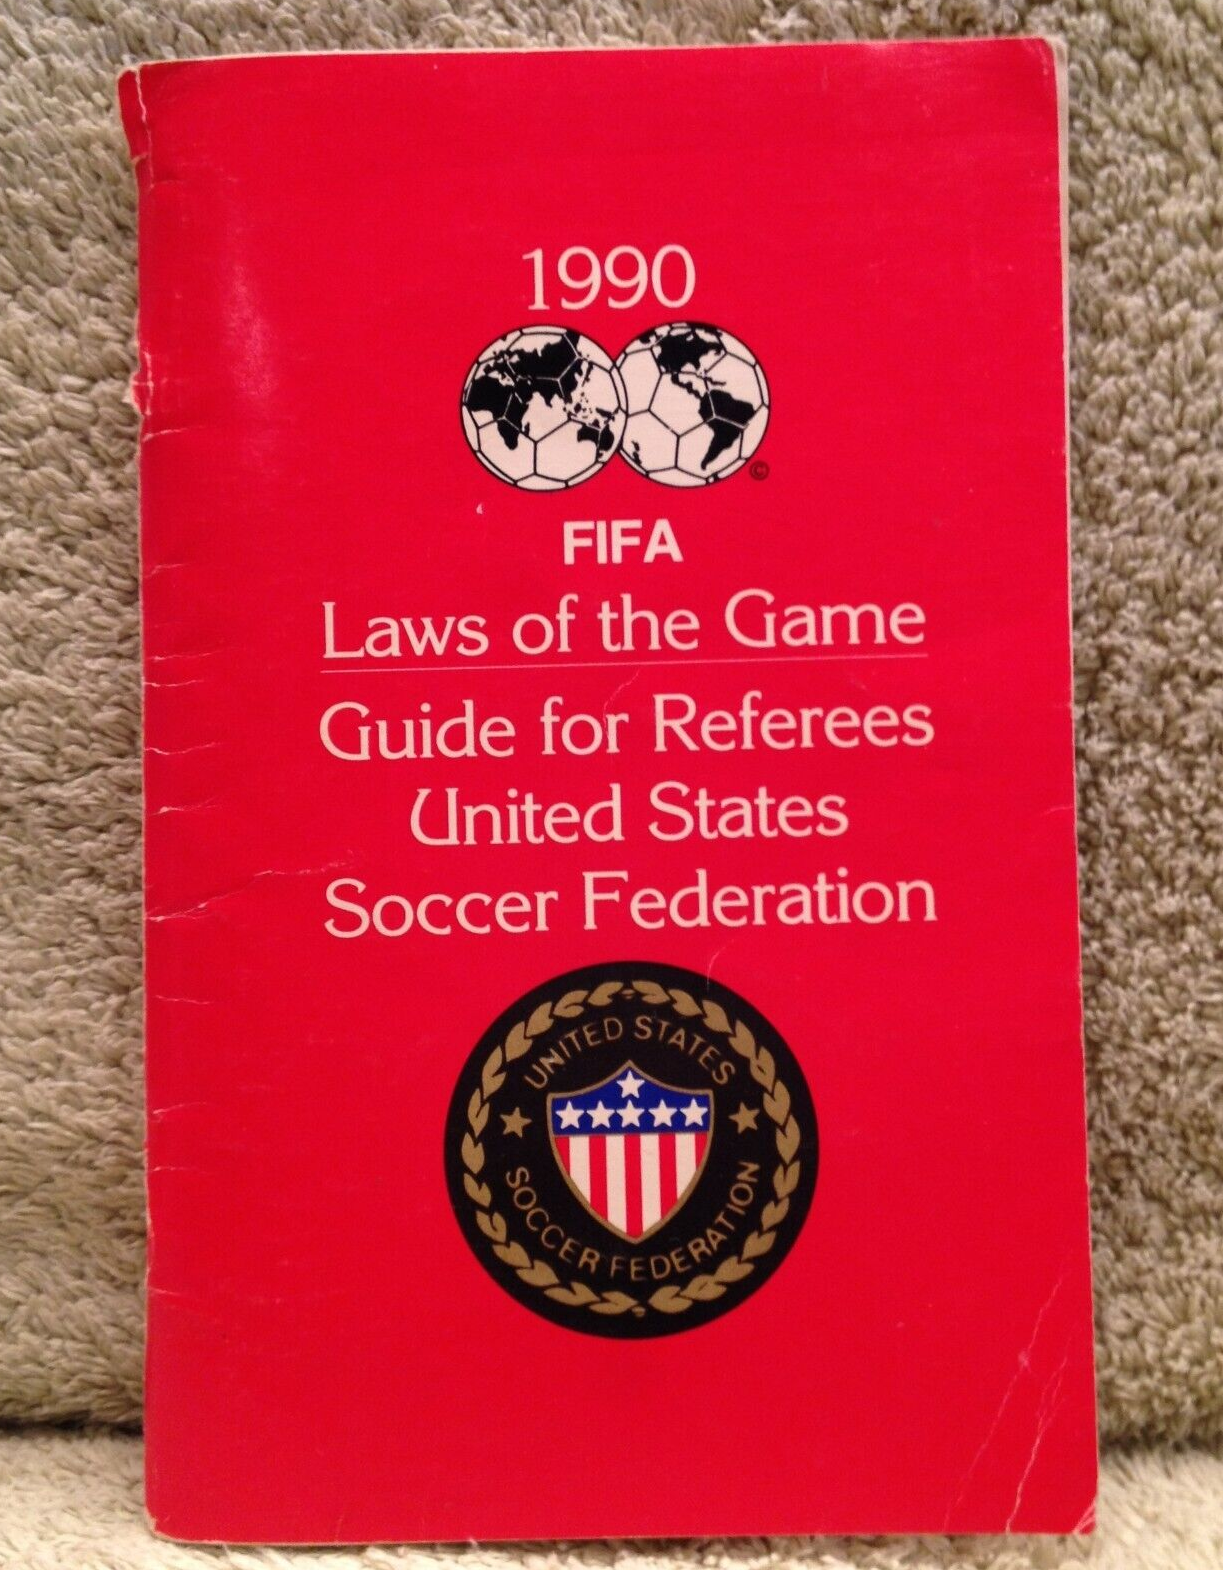 1990
©
FIFA
Laws of the Game
Guide for Referees
United States
Soccer Federation
UNITED STATES
SOCCER FEDERATION